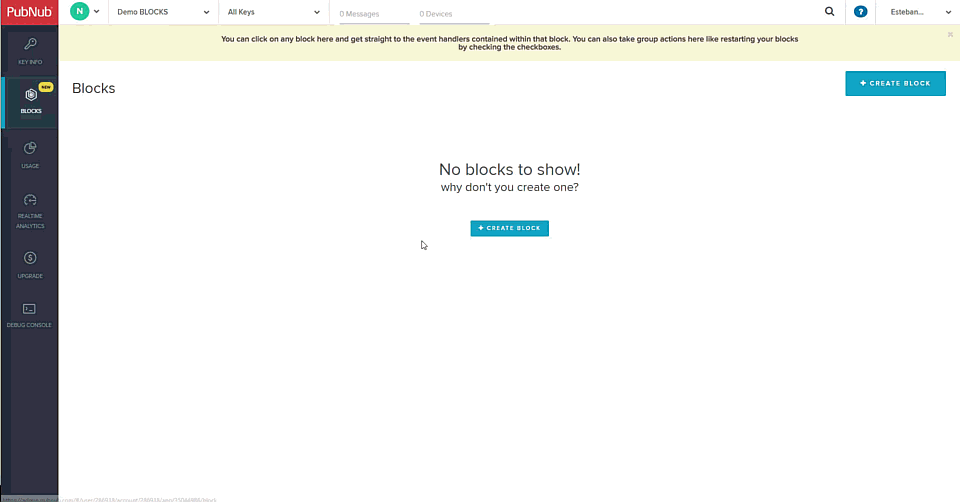 PubNub
N
Demo BLOCKS
All Keys
0 Messages
0 Devices
?
Esteban...
You can click on any block here and get straight to the event handlers contained within that block. You can also take group actions here like restarting your blocks
by checking the checkboxes.
×
KEY INFO
NEW
BLOCKS
USAGE
REALTIME
ANALYTICS
$
UPGRADE
DEBUG CONSOLE
Blocks
+ CREATE BLOCK
No blocks to show!
why don't you create one?
+ CREATE BLOCK